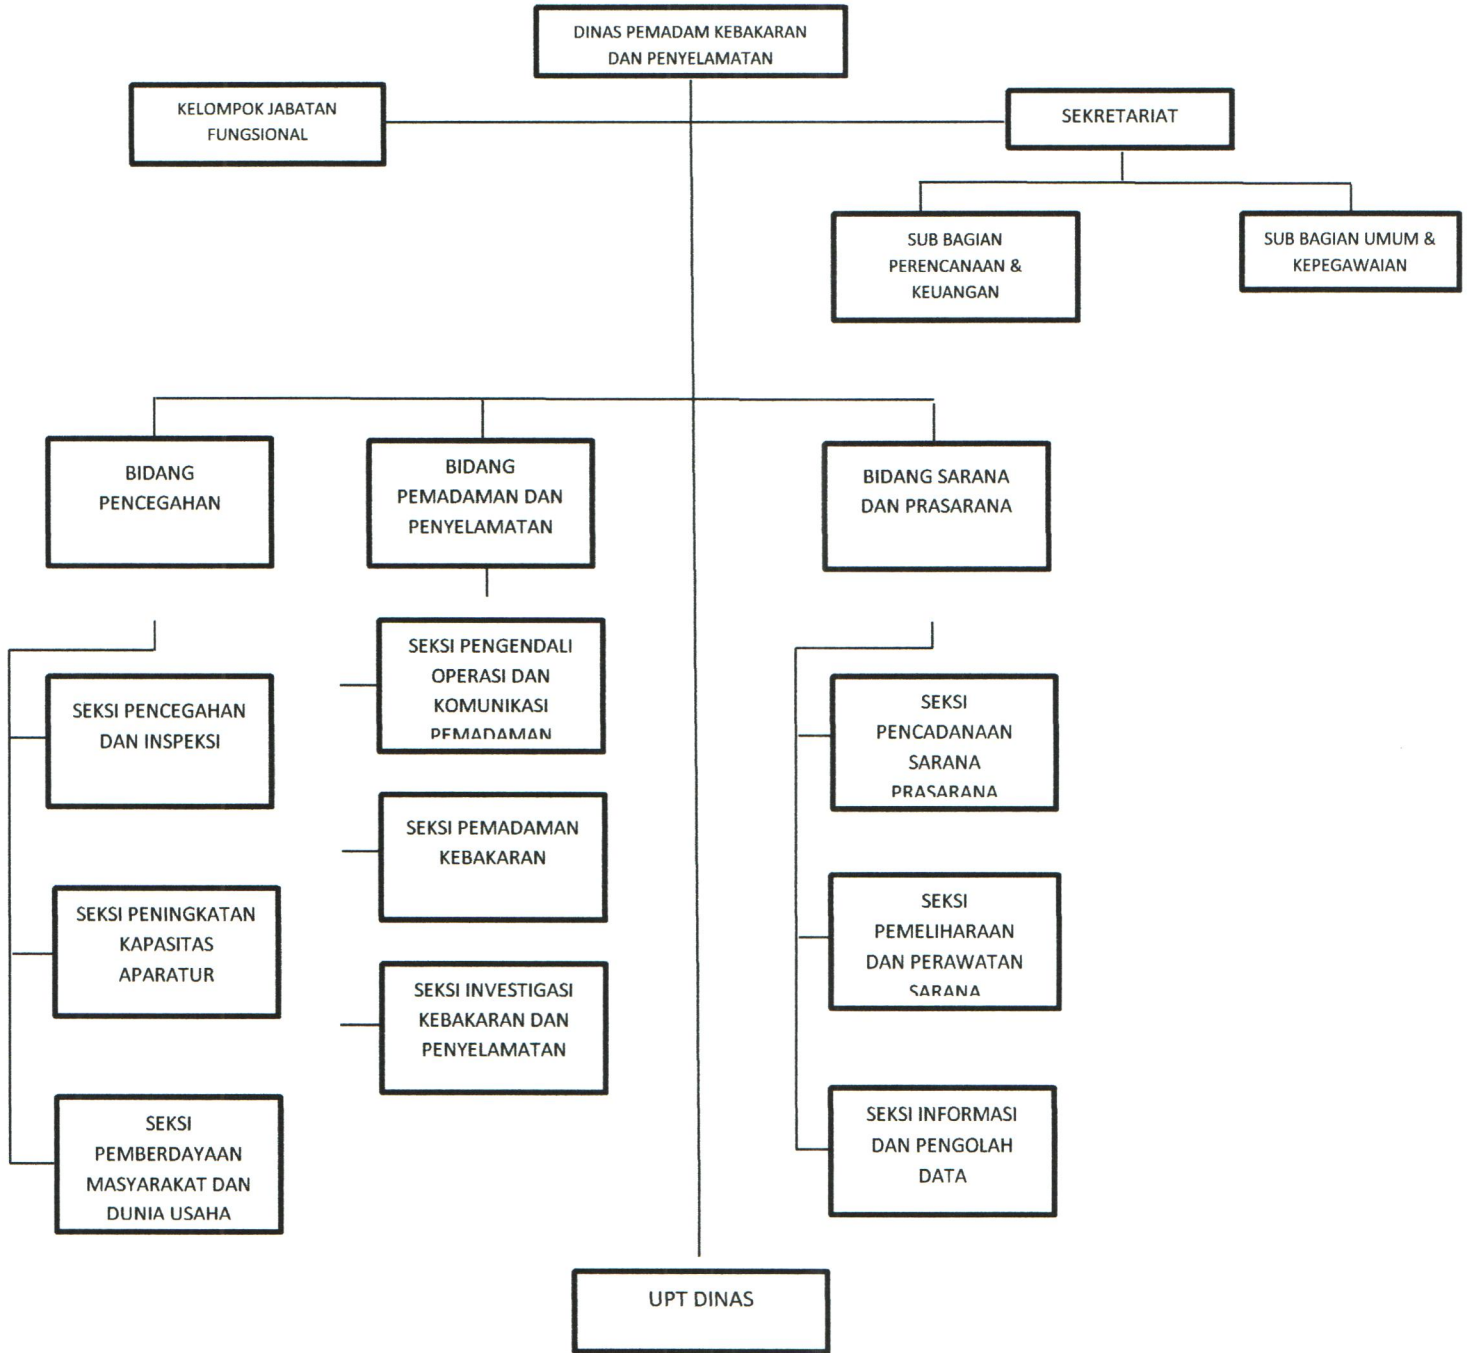 DINAS PEMADAM KEBAKARAN
DAN PENYELAMATAN
KELOMPOK JABATAN
FUNGSIONAL
SEKRETARIAT
SUB BAGIAN
PERENCANAAN &
KEUANGAN
SUB BAGIAN UMUM &
KEPEGAWAIAN
BIDANG
PENCEGAHAN
BIDANG
PEMADAMAN DAN
PENYELAMATAN
BIDANG SARANA
DAN PRASARANA
SEKSI PENCEGAHAN
DAN INSPEKSI
SEKSI PENINGKATAN
KAPASITAS
APARATUR
SEKSI
PEMBERDAYAAN
MASYARAKAT DAN
DUNIA USAHA
SEKSI PENGENDALI
OPERASI DAN
KOMUNIKASI
PEMADAMAN
SEKSI PEMADAMAN
KEBAKARAN
SEKSI INVESTIGASI
KEBAKARAN DAN
PENYELAMATAN
SEKSI
PENCADANAAN
SARANA
PRASARANA
SEKSI
PEMELIHARAAN
DAN PERAWATAN
SARANA
SEKSI INFORMASI
DAN PENGOLAH
DATA
UPT DINAS